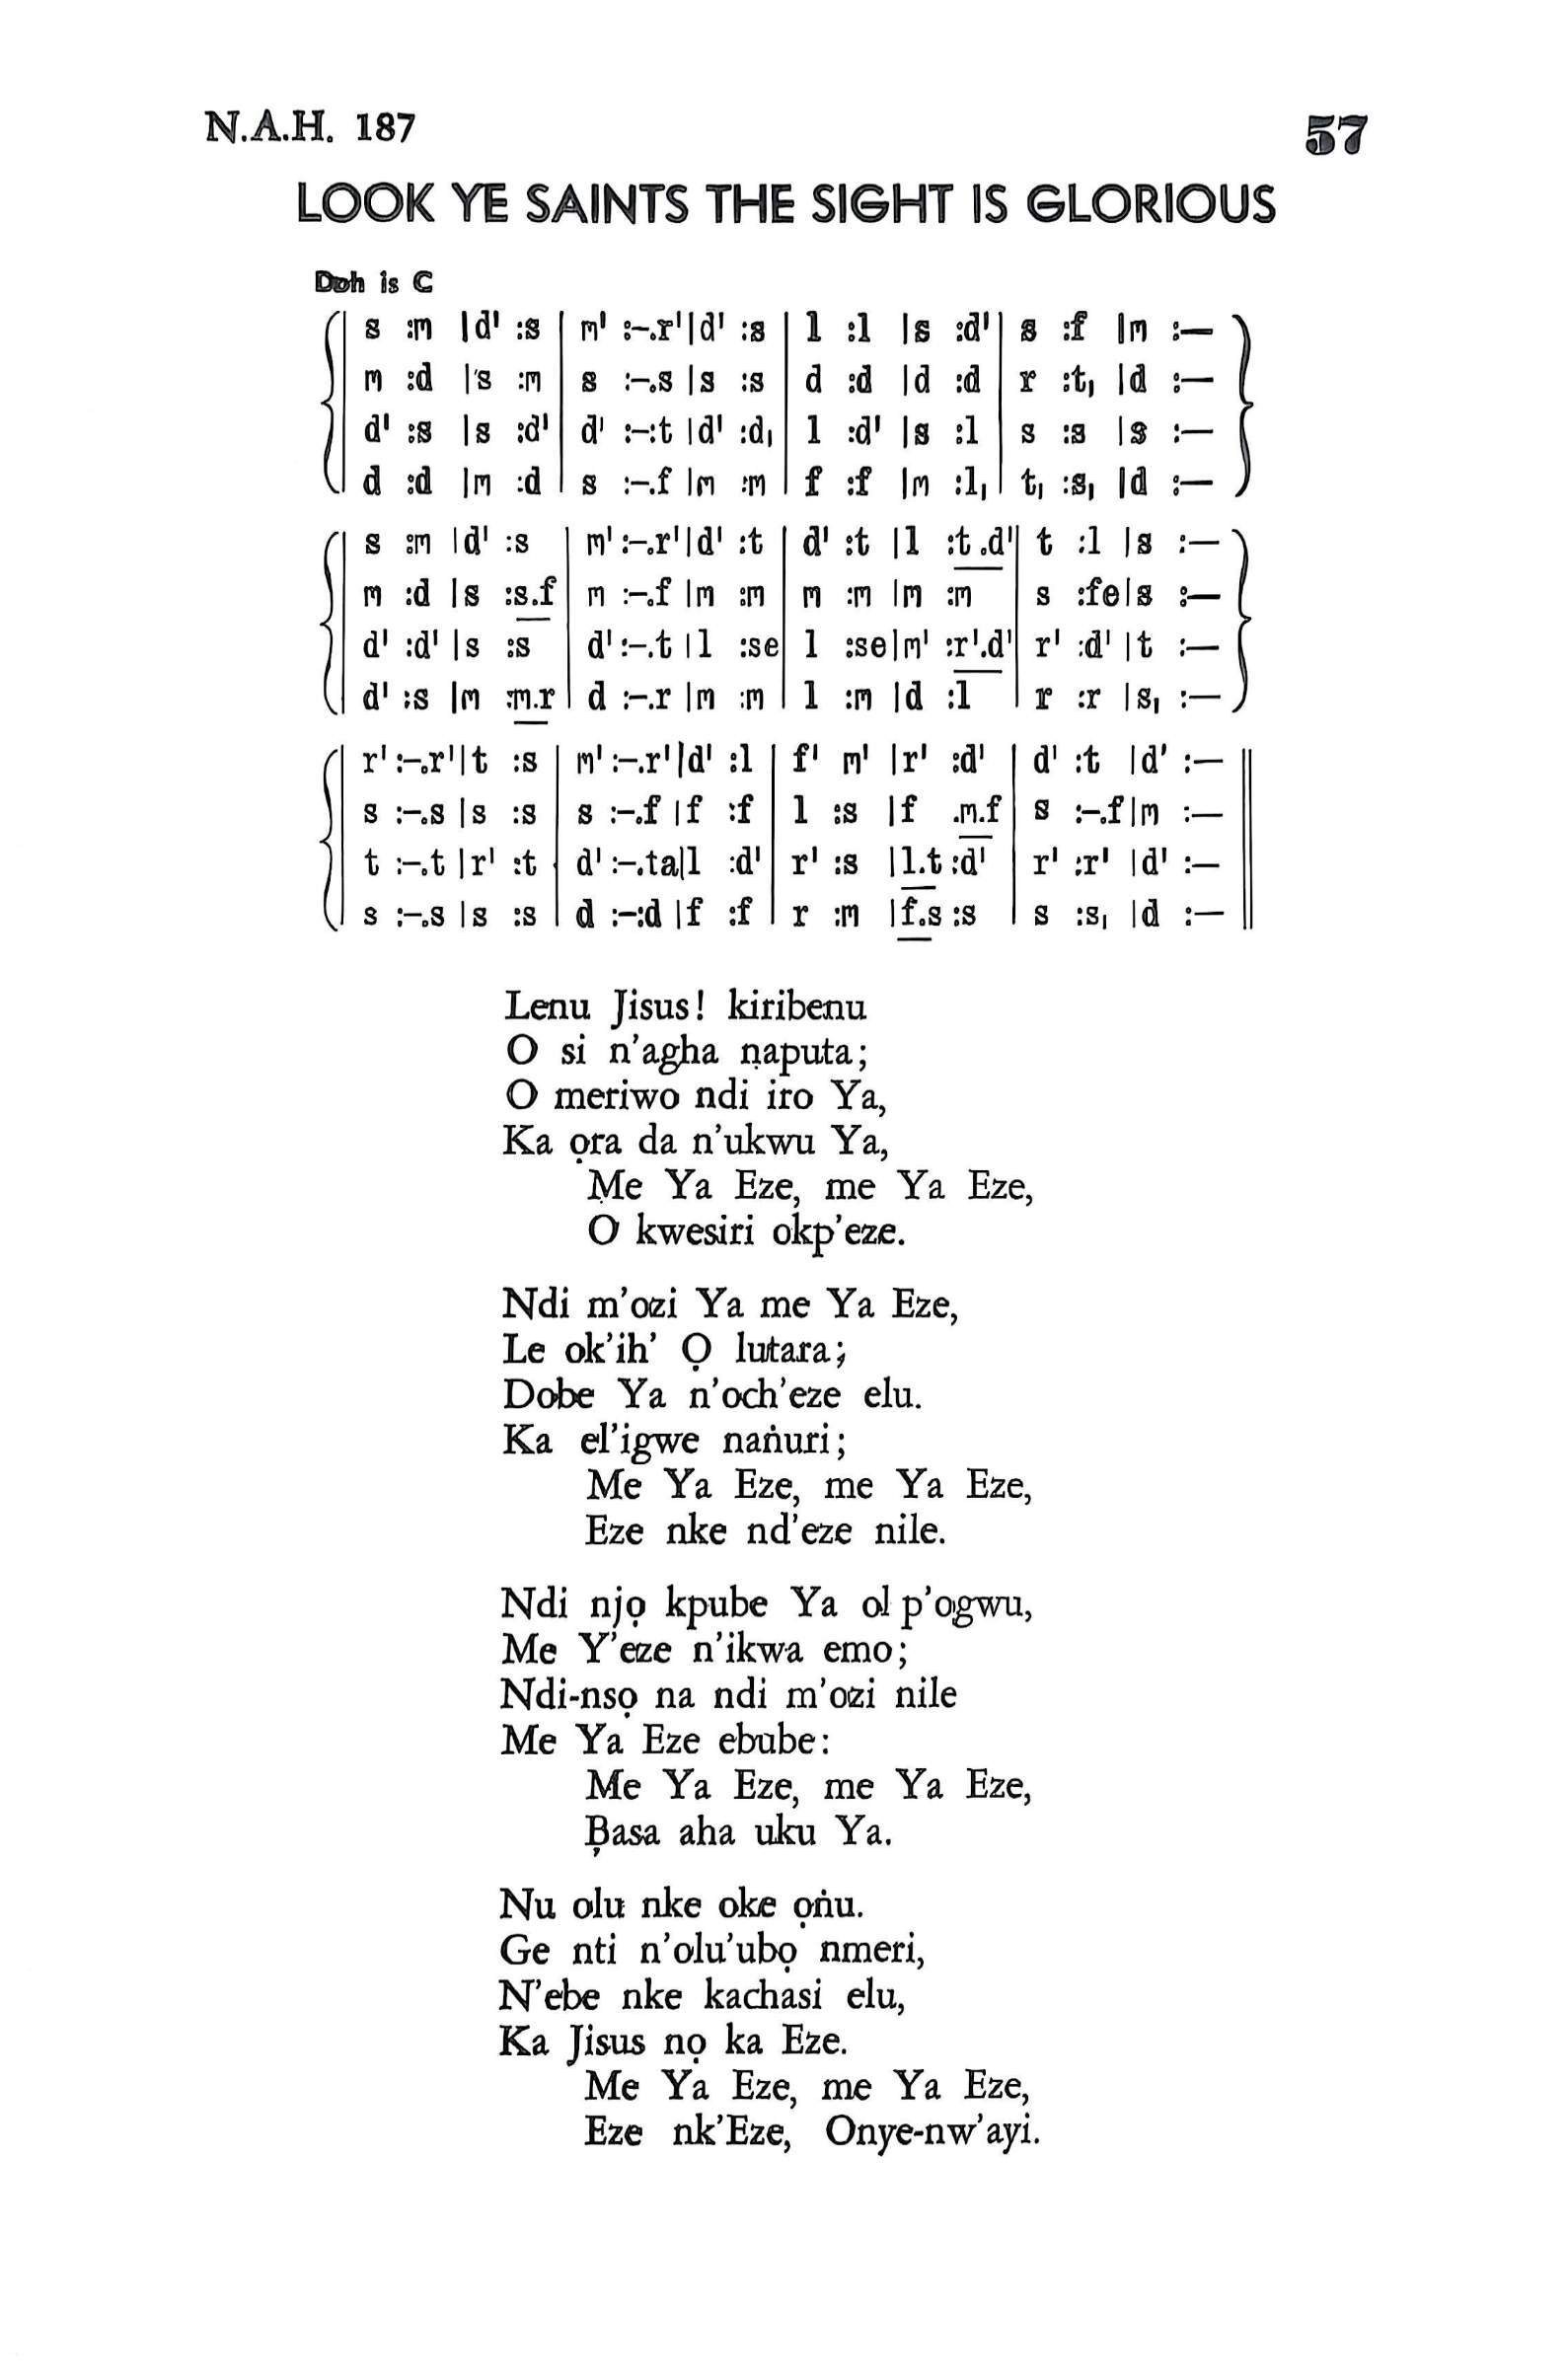 N.A.H. 187
57
LOOK YE SAINTS THE SIGHT IS GLORIOUS
Doh is C
s :m |d' :s | m' :–.r'|d' :s | l :l |s :d'| s :f |m :—
m :d |s :m | s :–.s |s :s | d :d |d :d | r :t, |d :—
d' :s |s :d' | d' :–:t |d' :d, | l :d' |s :l | s :s |s :—
d :d |m :d | s :–.f |m :m | f :f |m :l, | t, :s, |d :—
s :m |d' :s | m' :–.r'|d' :t | d' :t |l :t.d'| t :l |s :—
m :d |s :s.f | m :–.f |m :m | m :m |m :m | s :fe|s :—
d' :d' |s :s | d' :–.t |l :se| l :se|m' :r'.d'| r' :d' |t :—
d' :s |m :m.r | d :–.r |m :m | l :m |d :l | r :r |s, :—
r' :–.r'|t :s | m' :–.r'|d' :l | f' m' |r' :d' | d' :t |d' :—
s :–.s |s :s | s :–.f |f :f | l :s |f .m.f | s :–.f|m :—
t :–.t |r' :t | d' :–.ta|l :d' | r' :s |l.t :d' | r' :r' |d' :—
s :–.s |s :s | d :–:d |f :f | r :m |f.s :s | s :s, |d :—
Lenu Jisus! kiribenu
O si n'agha ṇaputa;
O meriwo ndi iro Ya,
Ka ọra da n'ukwu Ya,
Me Ya Eze, me Ya Eze,
O kwesiri okp'eze.
Ndi m'ozi Ya me Ya Eze,
Le ok'ih' Ọ lutara;
Dobe Ya n'och'eze elu.
Ka el'igwe naṅuri;
Me Ya Eze, me Ya Eze,
Eze nke nd'eze nile.
Ndi njọ kpube Ya ol p'ogwu,
Me Y'eze n'ikwa emo;
Ndi-nsọ na ndi m'ozi nile
Me Ya Eze ebube:
Me Ya Eze, me Ya Eze,
Ḅasa aha uku Ya.
Nu olu nke oke ọṅu.
Ge nti n'olu'ubọ nmeri,
N'ebe nke kachasi elu,
Ka Jisus nọ ka Eze.
Me Ya Eze, me Ya Eze,
Eze nk'Eze, Onye-nw'ayi.